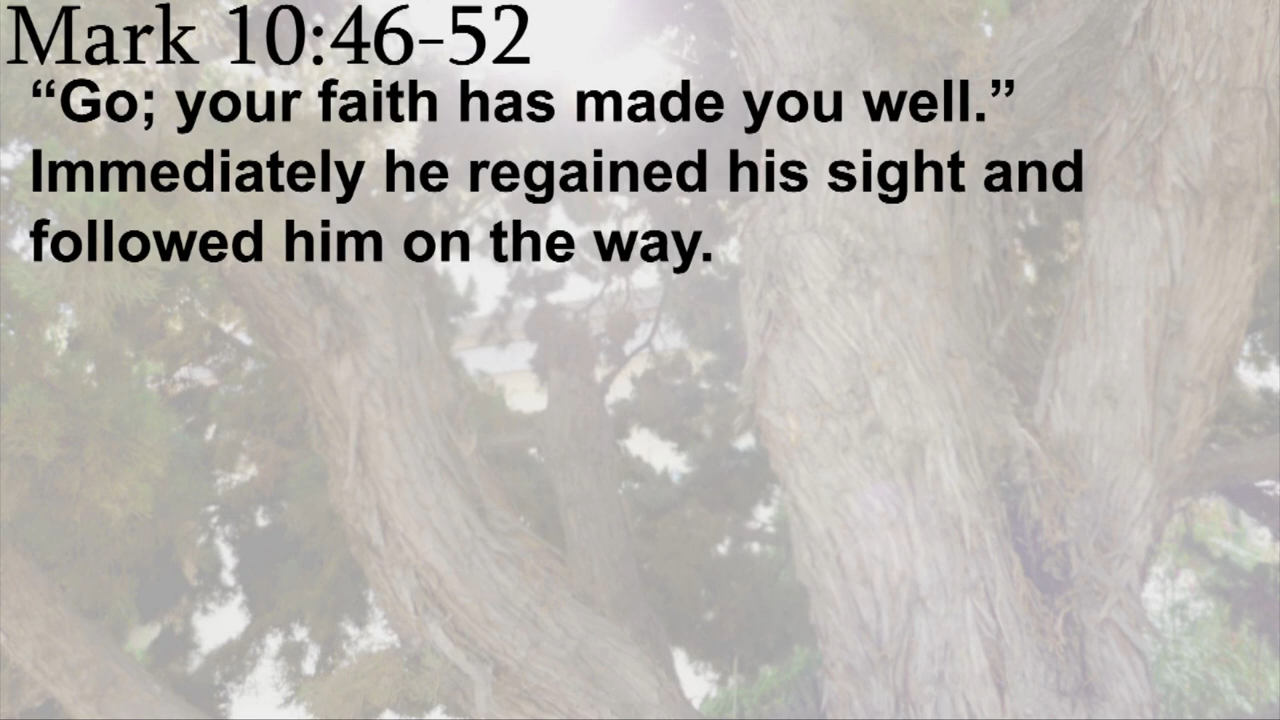 Mark 10:46-52
“Go; your faith has made you well.”
Immediately he regained his sight and
followed him on the way.